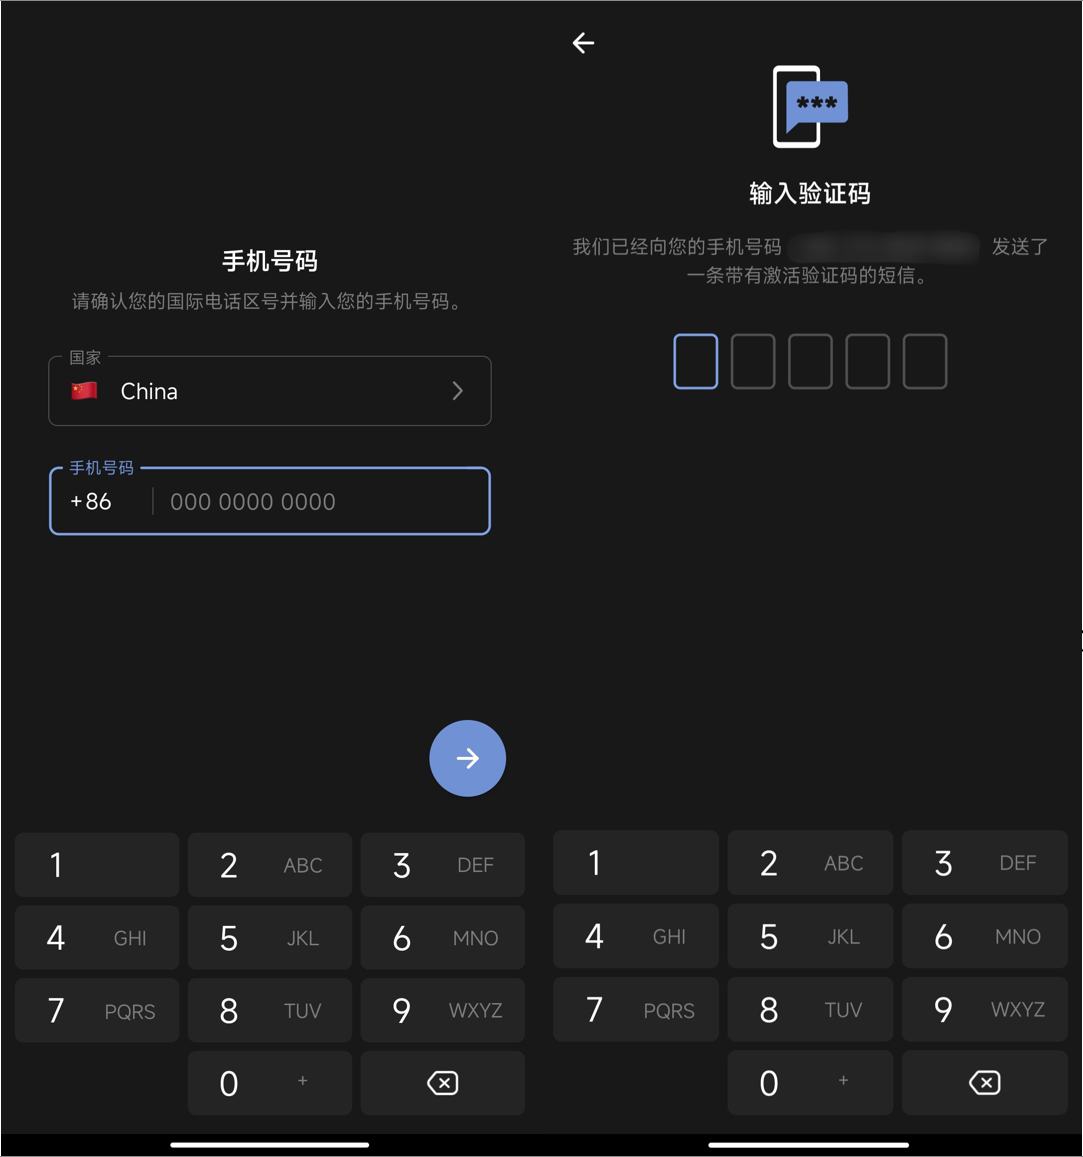 手机号码
请确认您的国际电话区号并输入您的手机号码。
国家
China
手机号码
+86 000 0000 0000
1
2 ABC
3 DEF
4 GHI
5 JKL
6 MNO
7 PQRS
8 TUV
9 WXYZ
0 +
***
输入验证码
我们已经向您的手机号码 发送了
一条带有激活验证码的短信。
1
2 ABC
3 DEF
4 GHI
5 JKL
6 MNO
7 PQRS
8 TUV
9 WXYZ
0 +